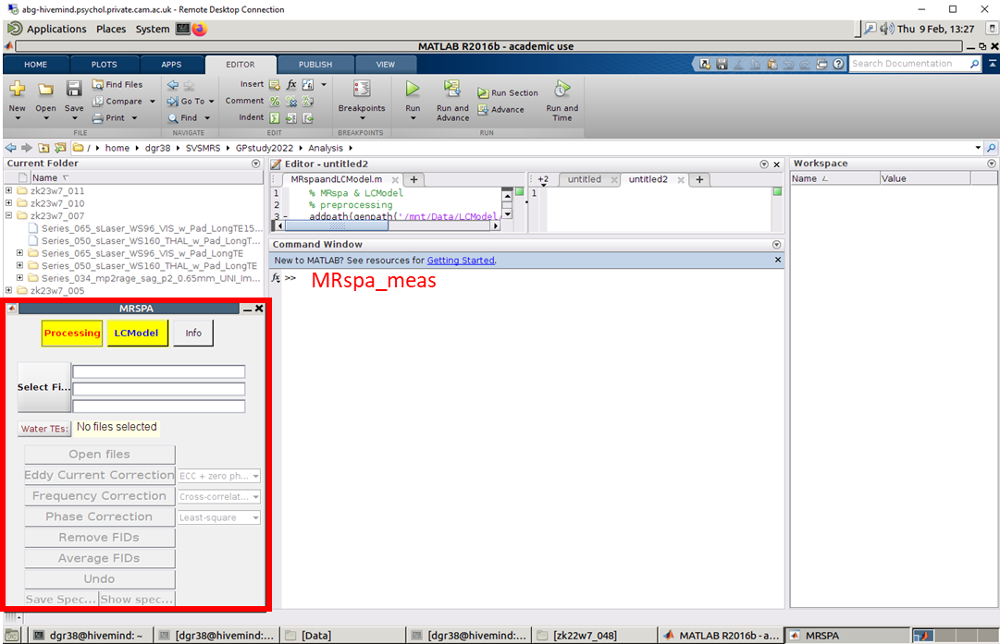 abg-hivemind.psychol.private.cam.ac.uk - Remote Desktop Connection
Applications Places System Thu 9 Feb, 13:27
MATLAB R2016b - academic use
HOME PLOTS APPS EDITOR PUBLISH VIEW Search Documentation
New Open Save Find Files Compare Print
Go To Find
Insert fx
Comment
Indent
Breakpoints
Run Run and Advance Run Section Advance Run and Time
FILE NAVIGATE EDIT BREAKPOINTS RUN
/ home dgr38 SVSMRS GPstudy2022 Analysis
Current Folder
Name
zk23w7_011
zk23w7_010
zk23w7_007
Series_065_sLaser_WS96_VIS_w_Pad_LongTE15...
Series_050_sLaser_WS160_THAL_w_Pad_LongT...
Series_065_sLaser_WS96_VIS_w_Pad_LongTE
Series_050_sLaser_WS160_THAL_w_Pad_LongTE
Series_034_mp2rage_sag_p2_0.65mm_UNI_Im...
zk23w7_005
Editor - untitled2
MRspaandLCModel.m +
+2 untitled untitled2 +
1 % MRspa & LCModel
2 % preprocessing
3 - addpath(genpath('/mnt/Data/LCModel/
1
Command Window
New to MATLAB? See resources for Getting Started.
fx >> MRspa_meas
Workspace
Name Value
MRSPA
Processing LCModel Info
Select Fi...
Water TEs: No files selected
Open files
Eddy Current Correction ECC + zero ph...
Frequency Correction Cross-correlat...
Phase Correction Least-square
Remove FIDs
Average FIDs
Undo
Save Spec... Show spec...
dgr38@hivemind: ~ [dgr38@hivemind:... [Data] [dgr38@hivemind:... [zk22w7_048] MATLAB R2016b - a... MRSPA